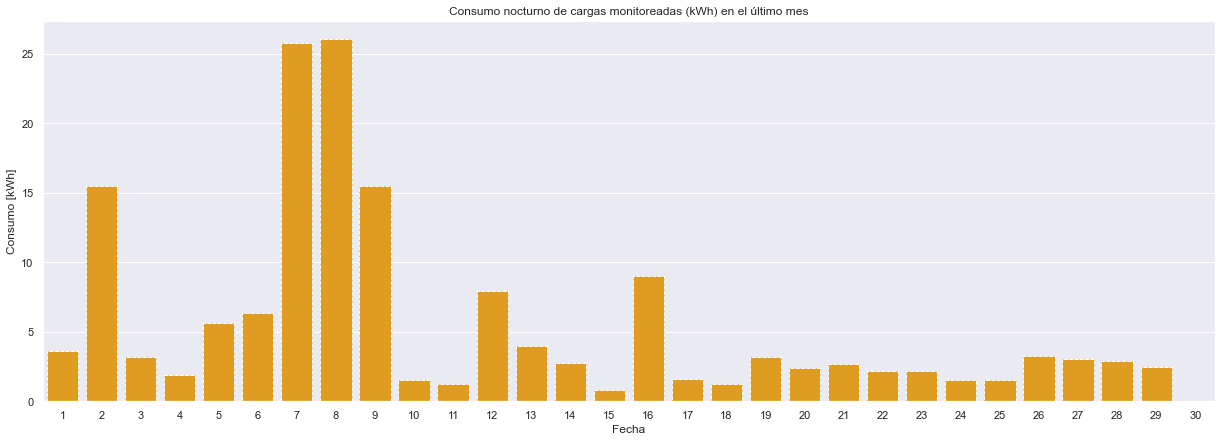 Consumo nocturno de cargas monitoreadas (kWh) en el último mes
Consumo [kWh]
25
20
15
10
5
0
1 2 3 4 5 6 7 8 9 10 11 12 13 14 15 16 17 18 19 20 21 22 23 24 25 26 27 28 29 30
Fecha